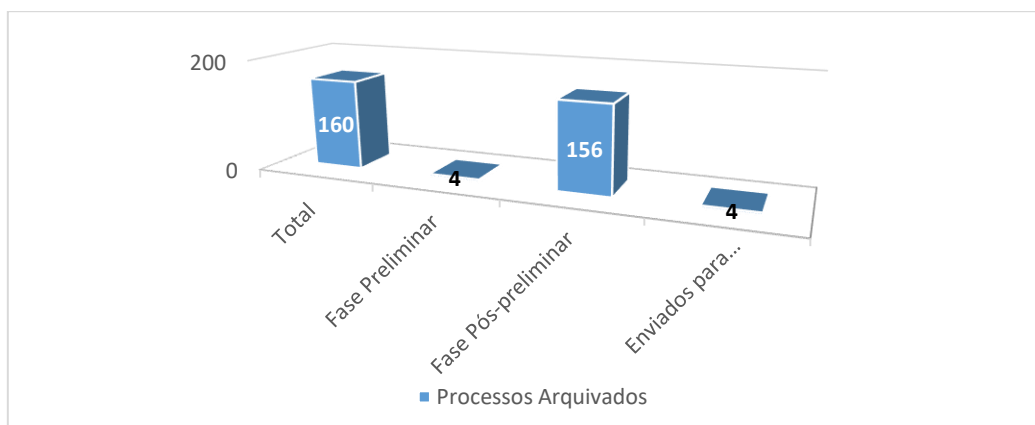 200
0
160
4
156
4
Total
Fase Preliminar
Fase Pós-preliminar
Enviados para...
Processos Arquivados